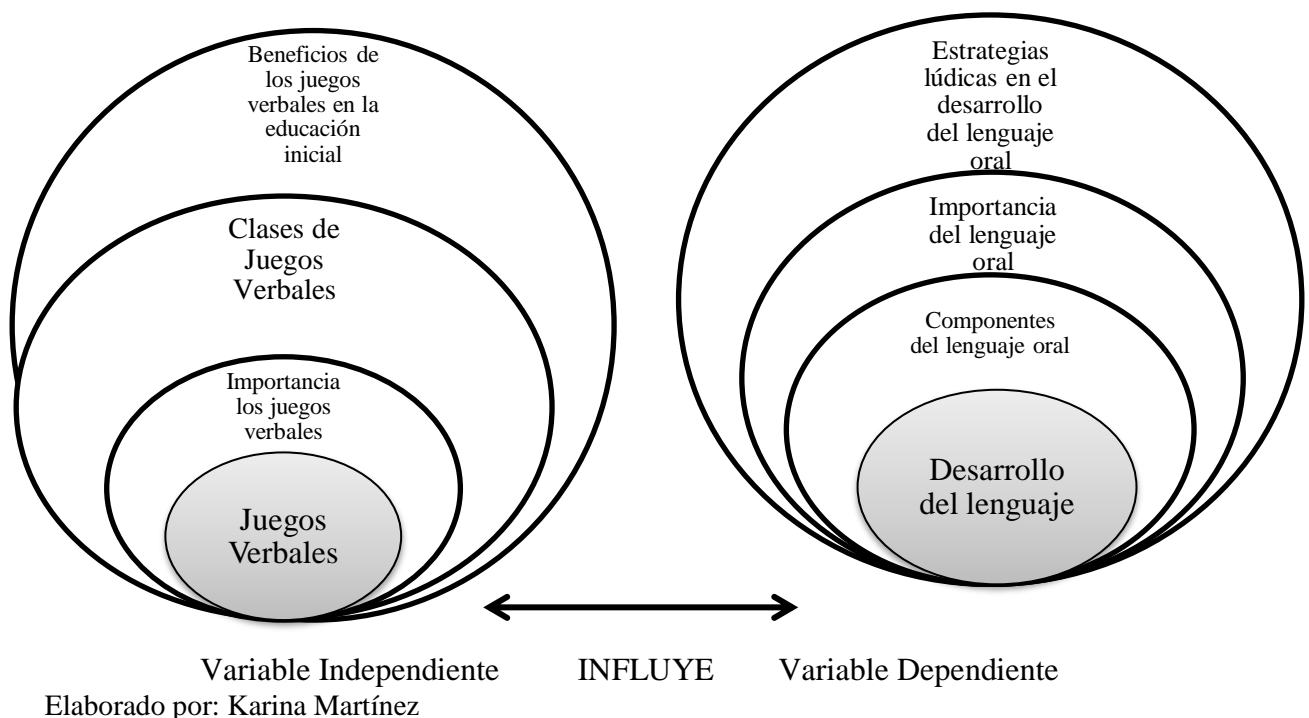 Beneficios de
los juegos
verbales en la
educación
inicial
Clases de
Juegos
Verbales
Importancia
los juegos
verbales
Juegos
Verbales
Estrategias
lúdicas en el
desarrollo
del lenguaje
oral
Importancia
del lenguaje
oral
Componentes
del lenguaje oral
Desarrollo
del lenguaje
Variable Independiente INFLUYE Variable Dependiente
Elaborado por: Karina Martínez